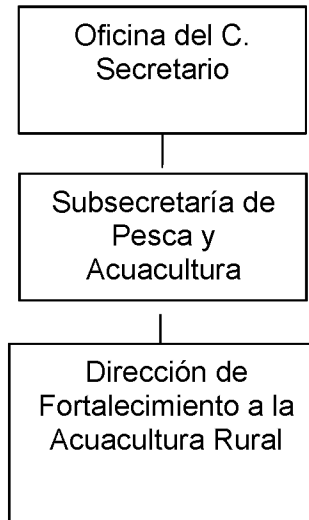 Oficina del C.
Secretario
Subsecretaría de
Pesca y
Acuacultura
Dirección de
Fortalecimiento a la
Acuacultura Rural